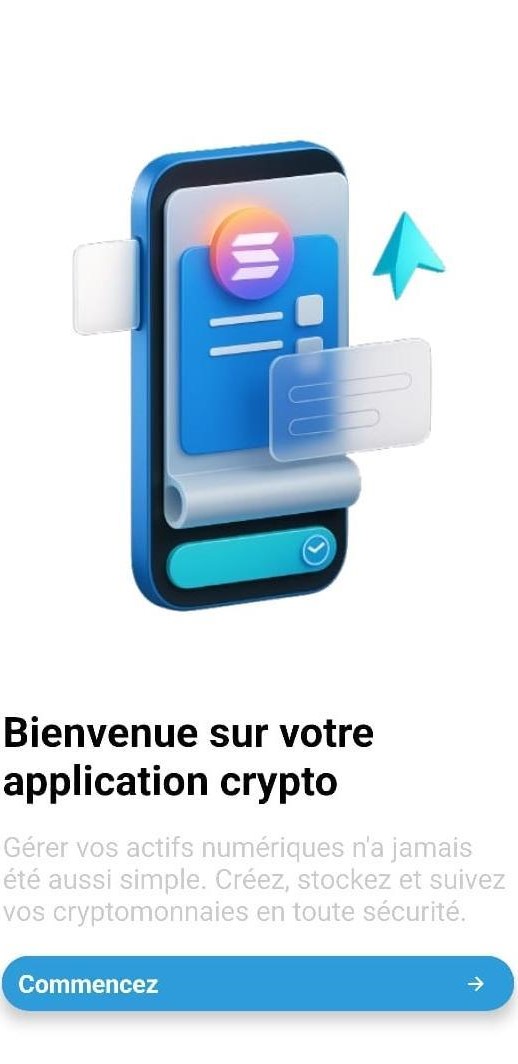 Bienvenue sur votre
application crypto
Gérer vos actifs numériques n'a jamais
été aussi simple. Créez, stockez et suivez
vos cryptomonnaies en toute sécurité.
Commencez